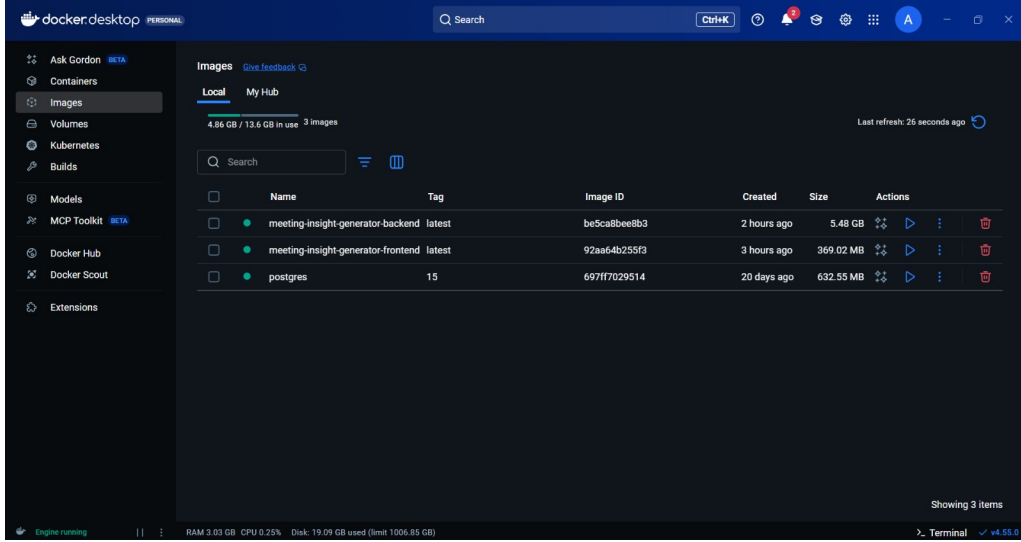 docker.desktop PERSONAL
Search
Ctrl+K
2
A
Ask Gordon BETA
Containers
Images
Volumes
Kubernetes
Builds
Models
MCP Toolkit BETA
Docker Hub
Docker Scout
Extensions
Images Give feedback
Local My Hub
4.86 GB / 13.6 GB in use 3 images
Last refresh: 26 seconds ago
Search
Name Tag Image ID Created Size Actions
meeting-insight-generator-backend latest be5ca8bee8b3 2 hours ago 5.48 GB
meeting-insight-generator-frontend latest 92aa64b255f3 3 hours ago 369.02 MB
postgres 15 697ff7029514 20 days ago 632.55 MB
Showing 3 items
Engine running
RAM 3.03 GB CPU 0.25% Disk: 19.09 GB used (limit 1006.85 GB)
Terminal
v4.55.0